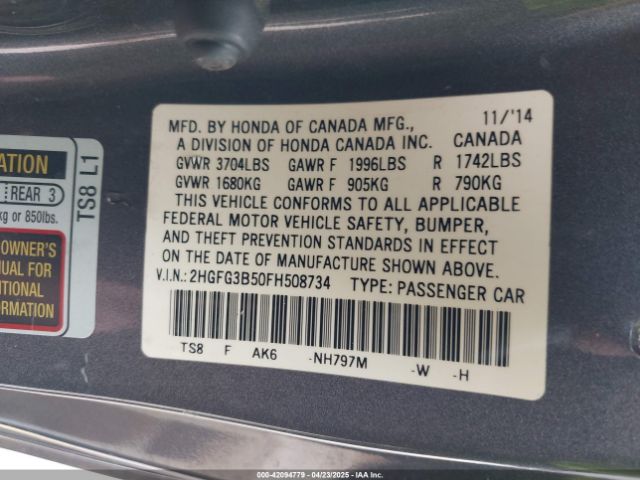 ATION
REAR 3
kg or 850lbs.
OWNER'S
NUAL FOR
ITIONAL
ORMATION
TS8 L1
MFD. BY HONDA OF CANADA MFG., 11/'14
A DIVISION OF HONDA CANADA INC. CANADA
GVWR 3704LBS GAWR F 1996LBS R 1742LBS
GVWR 1680KG GAWR F 905KG R 790KG
THIS VEHICLE CONFORMS TO ALL APPLICABLE
FEDERAL MOTOR VEHICLE SAFETY, BUMPER,
AND THEFT PREVENTION STANDARDS IN EFFECT
ON THE DATE OF MANUFACTURE SHOWN ABOVE.
V.I.N.: 2HGFG3B50FH508734 TYPE: PASSENGER CAR
TS8 F AK6 -NH797M -W -H
000-42094779 - 04/23/2025 - IAA, Inc.